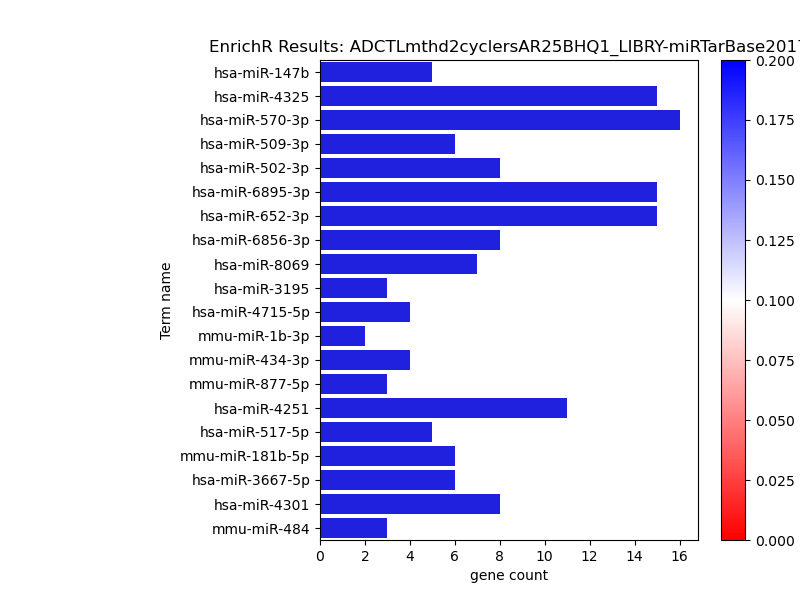 EnrichR Results: ADCTLmthd2cyclersAR25BHQ1_LIBRY-miRTarBase2017
hsa-miR-147b
hsa-miR-4325
hsa-miR-570-3p
hsa-miR-509-3p
hsa-miR-502-3p
hsa-miR-6895-3p
hsa-miR-652-3p
hsa-miR-6856-3p
hsa-miR-8069
hsa-miR-3195
hsa-miR-4715-5p
mmu-miR-1b-3p
mmu-miR-434-3p
mmu-miR-877-5p
hsa-miR-4251
hsa-miR-517-5p
mmu-miR-181b-5p
hsa-miR-3667-5p
hsa-miR-4301
mmu-miR-484
Term name
0 2 4 6 8 10 12 14 16
gene count
0.200
0.175
0.150
0.125
0.100
0.075
0.050
0.025
0.000